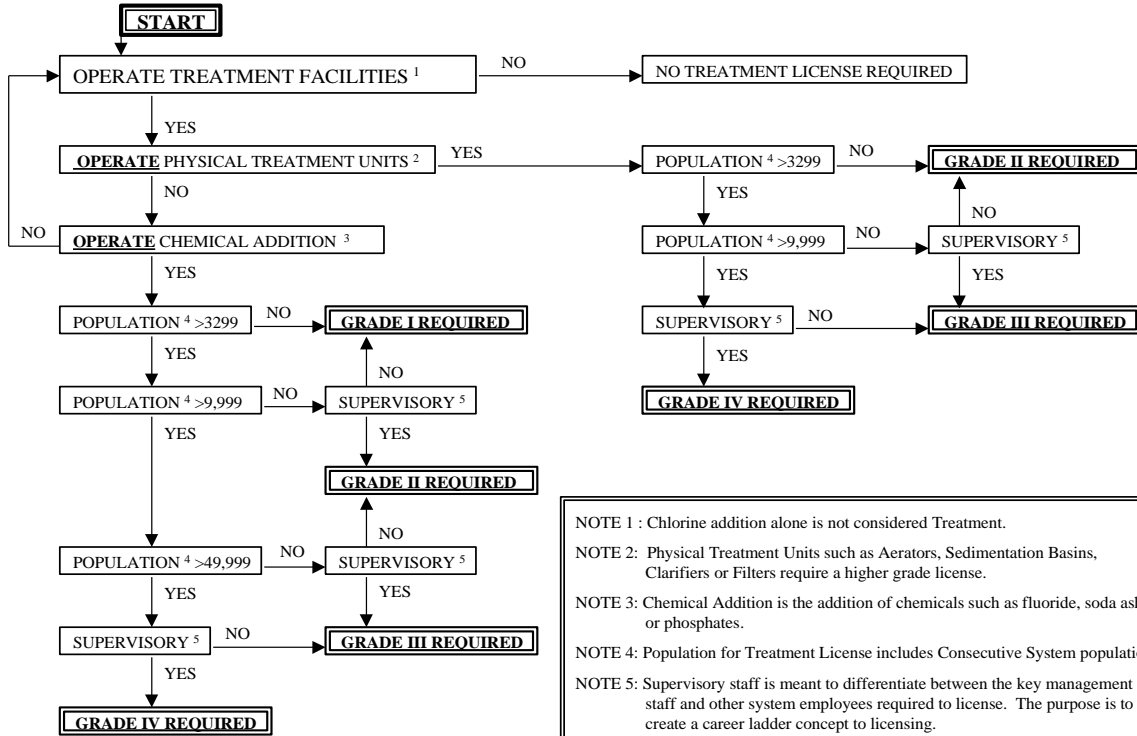 START
OPERATE TREATMENT FACILITIES 1
NO
NO TREATMENT LICENSE REQUIRED
YES
OPERATE PHYSICAL TREATMENT UNITS 2
YES
POPULATION 4 >3299
NO
GRADE II REQUIRED
NO
YES
NO
NO
OPERATE CHEMICAL ADDITION 3
POPULATION 4 >9,999
NO
SUPERVISORY 5
YES
YES
YES
POPULATION 4 >3299
NO
GRADE I REQUIRED
SUPERVISORY 5
NO
GRADE III REQUIRED
YES
NO
YES
POPULATION 4 >9,999
NO
SUPERVISORY 5
GRADE IV REQUIRED
YES
YES
GRADE II REQUIRED
NO
POPULATION 4 >49,999
NO
SUPERVISORY 5
YES
YES
SUPERVISORY 5
NO
GRADE III REQUIRED
YES
GRADE IV REQUIRED
NOTE 1 : Chlorine addition alone is not considered Treatment.
NOTE 2: Physical Treatment Units such as Aerators, Sedimentation Basins,
Clarifiers or Filters require a higher grade license.
NOTE 3: Chemical Addition is the addition of chemicals such as fluoride, soda
or phosphates.
NOTE 4: Population for Treatment License includes Consecutive System
NOTE 5: Supervisory staff is meant to differentiate between the key management
staff and other system employees required to license. The purpose is to
create a career ladder concept to licensing.